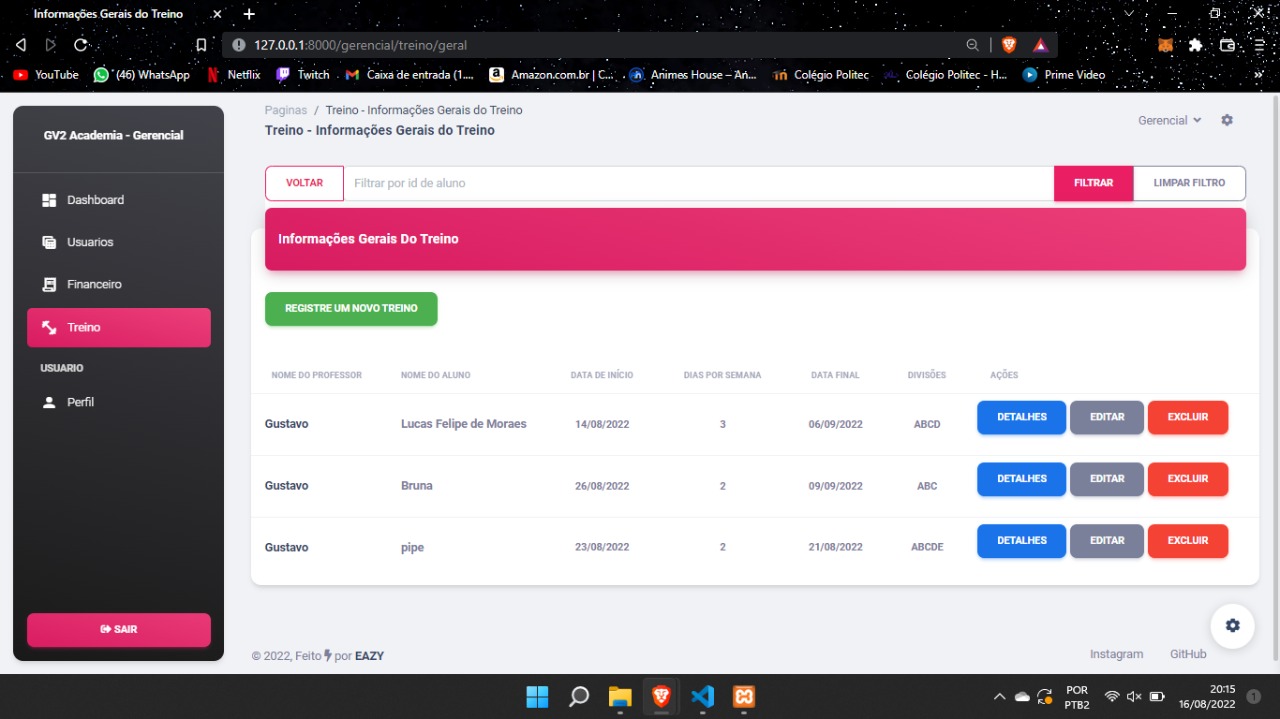 Informações Gerais do Treino
127.0.0.1:8000/gerencial/treino/geral
YouTube (46) WhatsApp Netflix Twitch Caixa de entrada (1.... Amazon.com.br | C... Animes House – An... Colégio Politec Colégio Politec - H... Prime Video »
GV2 Academia - Gerencial
Dashboard
Usuarios
Financeiro
Treino
USUARIO
Perfil
SAIR
Paginas / Treino - Informações Gerais do Treino
Treino - Informações Gerais do Treino
Gerencial
VOLTAR Filtrar por id de aluno FILTRAR LIMPAR FILTRO
Informações Gerais Do Treino
REGISTRE UM NOVO TREINO
NOME DO PROFESSOR NOME DO ALUNO DATA DE INÍCIO DIAS POR SEMANA DATA FINAL DIVISÕES AÇÕES
Gustavo Lucas Felipe de Moraes 14/08/2022 3 06/09/2022 ABCD DETALHES EDITAR EXCLUIR
Gustavo Bruna 26/08/2022 2 09/09/2022 ABC DETALHES EDITAR EXCLUIR
Gustavo pipe 23/08/2022 2 21/08/2022 ABCDE DETALHES EDITAR EXCLUIR
© 2022, Feito por EAZY
Instagram GitHub
POR
PTB2
20:15
16/08/2022
1